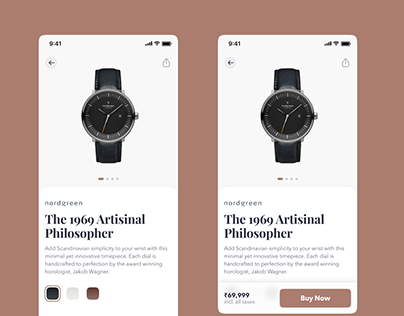 9:41
nordgreen
The 1969 Artisinal
Philosopher
Add Scandinavian simplicity to your wrist with this
minimal yet innovative timepiece. Each dial is
handcrafted to perfection by the award winning
horologist, Jakob Wagner.
9:41
nordgreen
The 1969 Artisinal
Philosopher
Add Scandinavian simplicity to your wrist with this
minimal yet innovative timepiece. Each dial is
handcrafted to perfection by the award winning
horologist, Jakob Wagner.
₹69,999
incl. all taxes
Buy Now